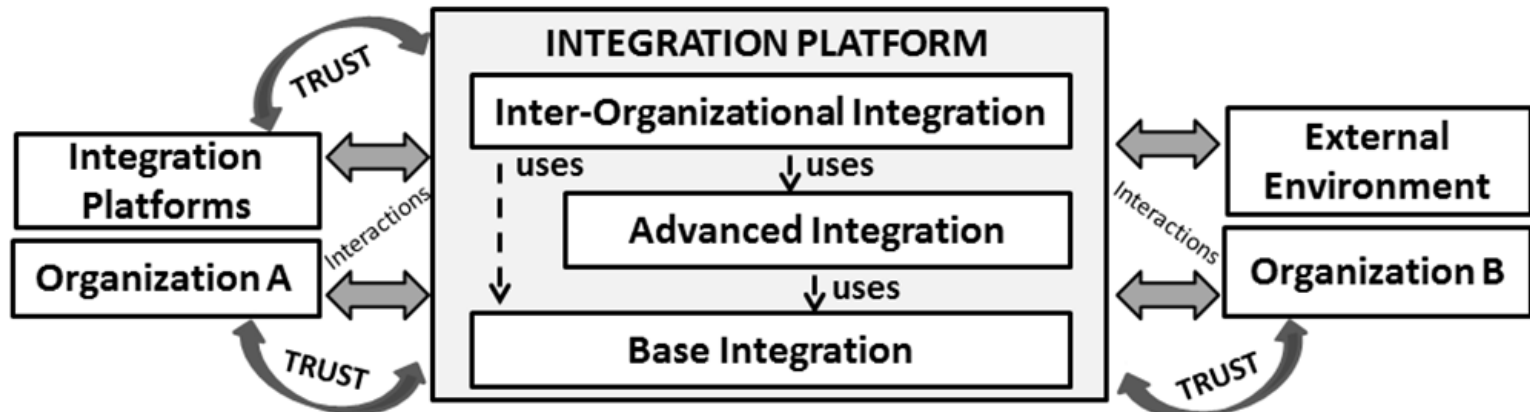 TRUST
INTEGRATION PLATFORM
Inter-Organizational Integration
uses
uses
Advanced Integration
uses
Base Integration
Integration
Platforms
Interactions
Organization A
TRUST
External
Environment
Interactions
Organization B
TRUST